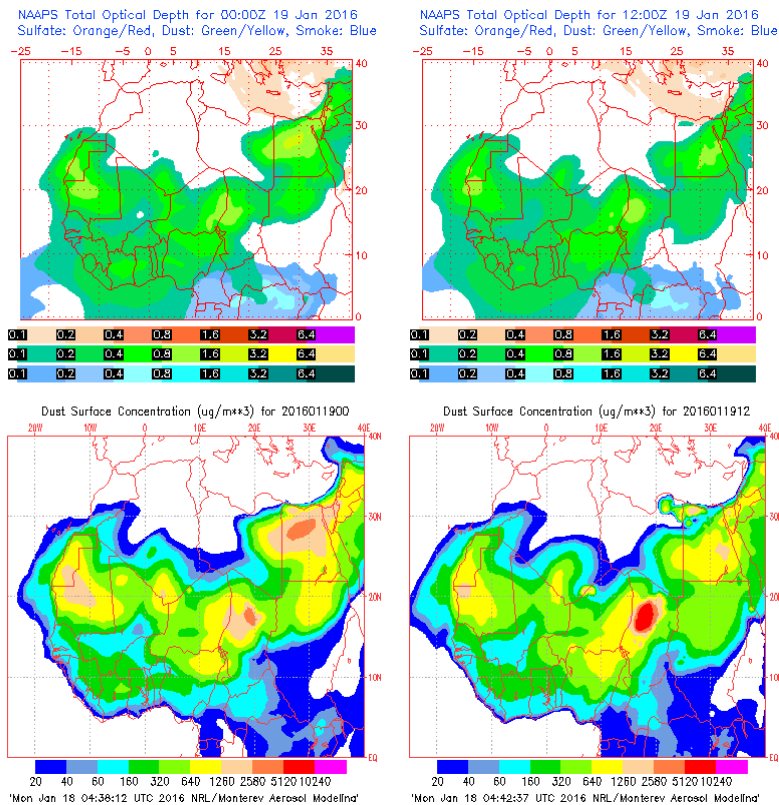 NAAPS Total Optical Depth for 00:00Z 19 Jan 2016
Sulfate: Orange/Red, Dust: Green/Yellow, Smoke: Blue
-25 -15 -5 0 5 15 25 35
40
30
20
10
0
0.1 0.2 0.4 0.8 1.6 3.2 6.4
0.1 0.2 0.4 0.8 1.6 3.2 6.4
0.1 0.2 0.4 0.8 1.6 3.2 6.4
NAAPS Total Optical Depth for 12:00Z 19 Jan 2016
Sulfate: Orange/Red, Dust: Green/Yellow, Smoke: Blue
-25 -15 -5 0 5 15 25 35
40
30
20
10
0
0.1 0.2 0.4 0.8 1.6 3.2 6.4
0.1 0.2 0.4 0.8 1.6 3.2 6.4
0.1 0.2 0.4 0.8 1.6 3.2 6.4
Dust Surface Concentration (ug/m**3) for 2016011900
20W 10W 0 10E 20E 30E 40E
40N
30N
20N
10N
EQ
20 40 80 160 320 640 1260 2580 5120 10240
'Mon Jan 18 04:38:12 UTC 2016 NRL/Monterey Aerosol Modeling'
Dust Surface Concentration (ug/m**3) for 2016011912
20W 10W 0 10E 20E 30E 40E
40N
30N
20N
10N
EQ
20 40 80 160 320 640 1260 2580 5120 10240
'Mon Jan 18 04:42:37 UTC 2016 NRL/Monterey Aerosol Modeling'